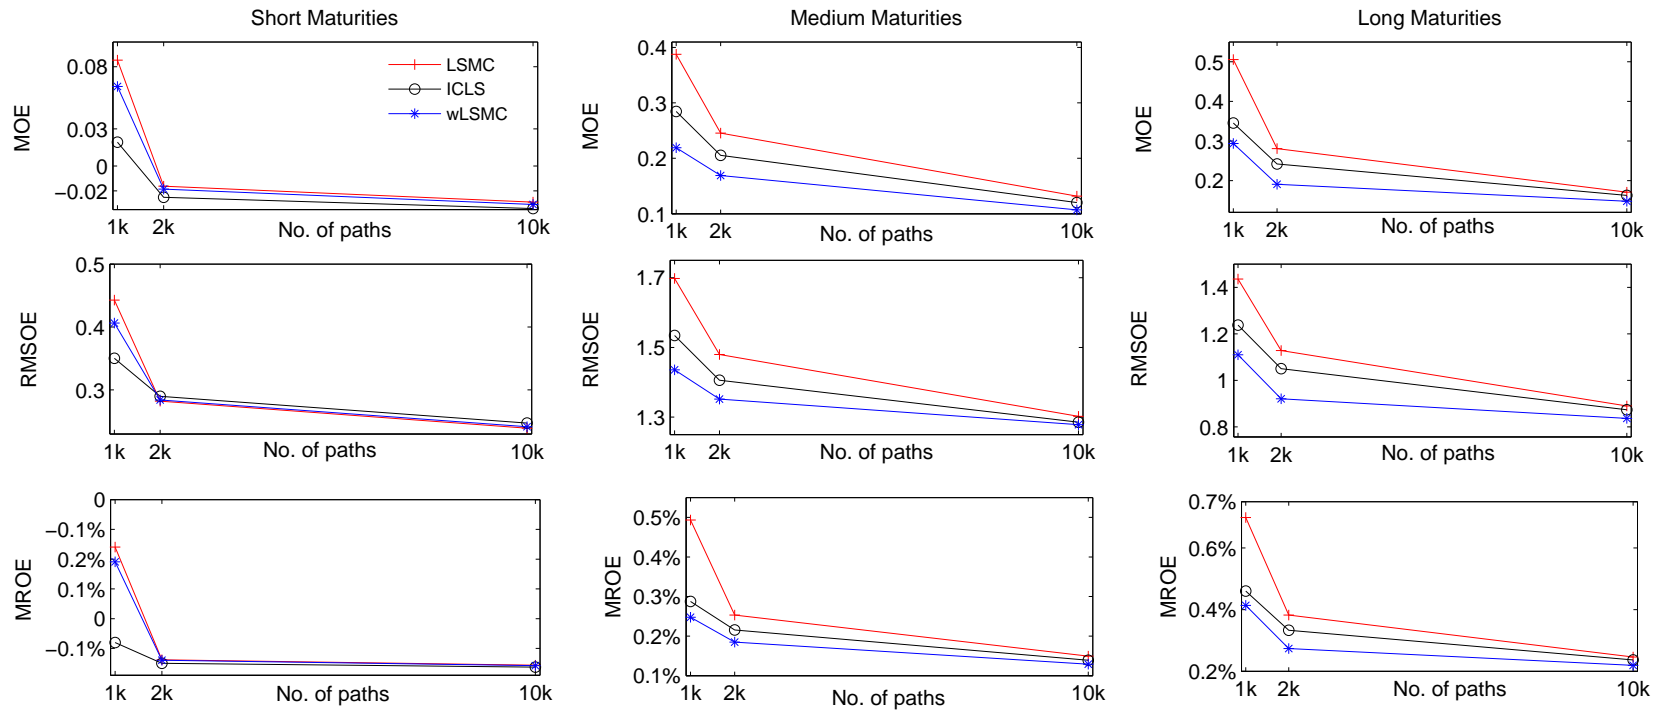 Short Maturities
Medium Maturities
Long Maturities
MOE
0.08
0.03
0
−0.02
LSMC
ICLS
wLSMC
1k 2k No. of paths 10k
MOE
0.4
0.3
0.2
0.1
1k 2k No. of paths 10k
MOE
0.5
0.4
0.3
0.2
1k 2k No. of paths 10k
RMSOE
0.5
0.4
0.3
1k 2k No. of paths 10k
RMSOE
1.7
1.5
1.3
1k 2k No. of paths 10k
RMSOE
1.4
1.2
1
0.8
1k 2k No. of paths 10k
MROE
0
−0.1%
0.2%
0.1%
0
−0.1%
1k 2k No. of paths 10k
MROE
0.5%
0.4%
0.3%
0.2%
0.1%
1k 2k No. of paths 10k
MROE
0.7%
0.6%
0.4%
0.2%
1k 2k No. of paths 10k